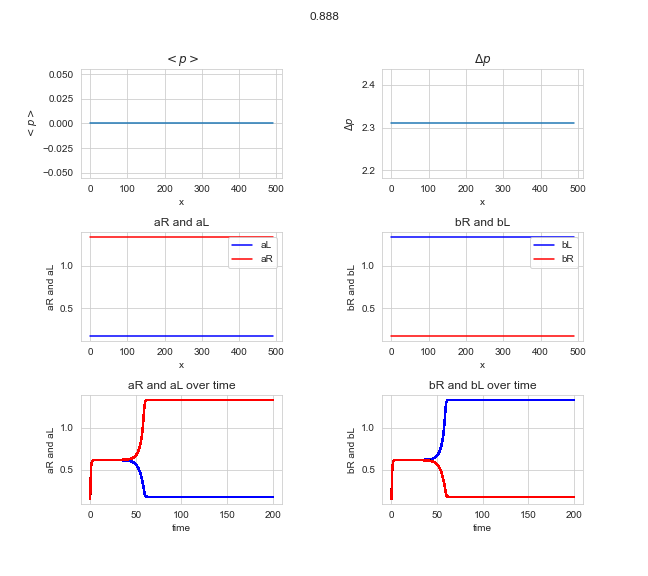 0.888
< p >
Δp
0.050
0.025
0.000
−0.025
−0.050
< p >
0 100 200 300 400 500
x
2.4
2.3
2.2
Δp
0 100 200 300 400 500
x
aR and aL
1.0
0.5
aR and aL
aL
aR
0 100 200 300 400 500
x
bR and bL
1.0
0.5
bR and bL
bL
bR
0 100 200 300 400 500
x
aR and aL over time
1.0
0.5
aR and aL
0 50 100 150 200
time
bR and bL over time
1.0
0.5
bR and bL
0 50 100 150 200
time